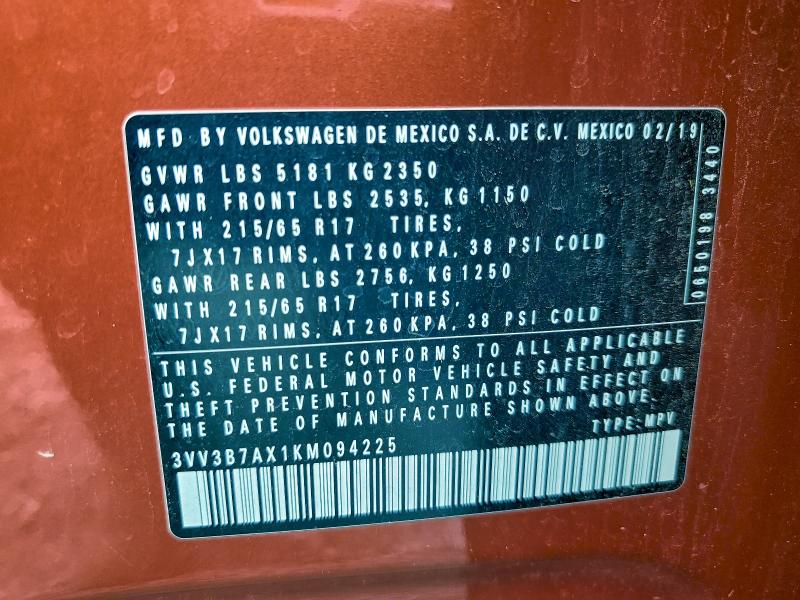 MFD BY VOLKSWAGEN DE MEXICO S.A. DE C.V. MEXICO 02/19
GVWR LBS 5181 KG 2350
GAWR FRONT LBS 2535, KG 1150
WITH 215/65 R17 TIRES,
7JX17 RIMS, AT 260 KPA, 38 PSI COLD
GAWR REAR LBS 2756, KG 1250
WITH 215/65 R17 TIRES,
7JX17 RIMS, AT 260 KPA, 38 PSI COLD
0650198 3440
THIS VEHICLE CONFORMS TO ALL APPLICABLE
U.S. FEDERAL MOTOR VEHICLE SAFETY AND
THEFT PREVENTION STANDARDS IN EFFECT ON
THE DATE OF MANUFACTURE SHOWN ABOVE.
TYPE: MPV
3VV3B7AX1KM094225